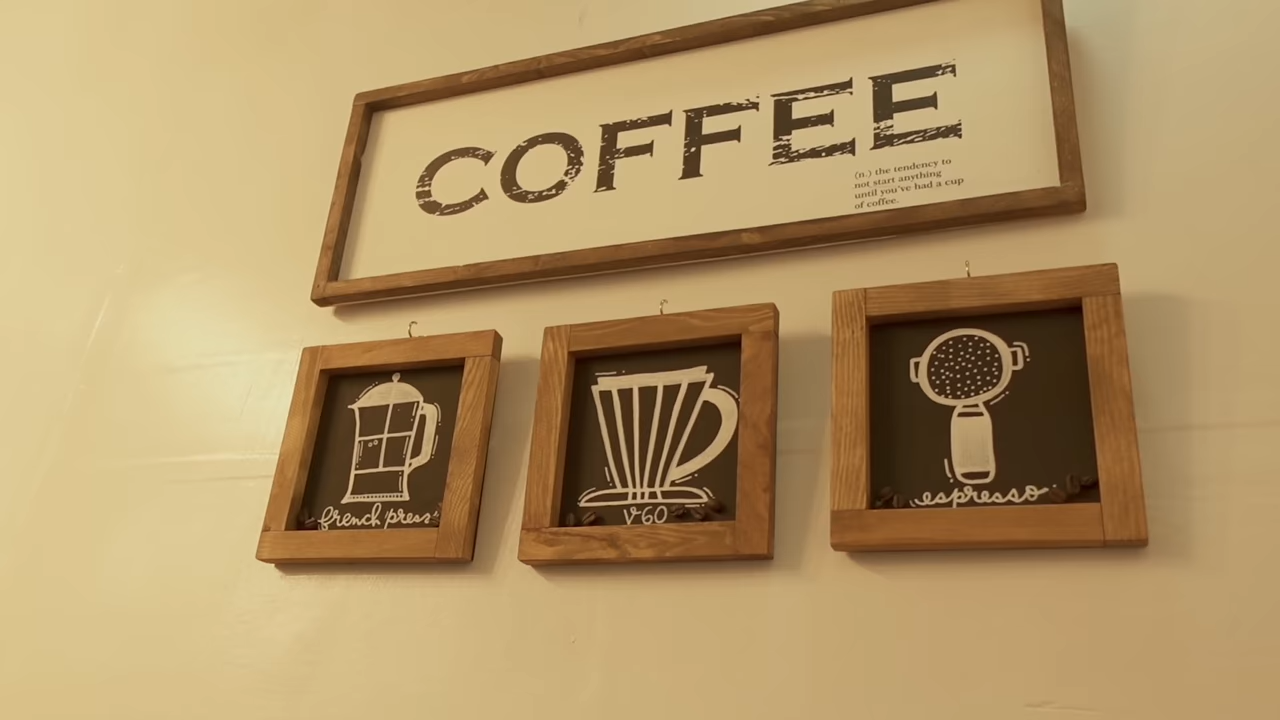 COFFEE
(n.) the tendency to
not start anything
until you've had a cup
of coffee.
french press
V60
espresso